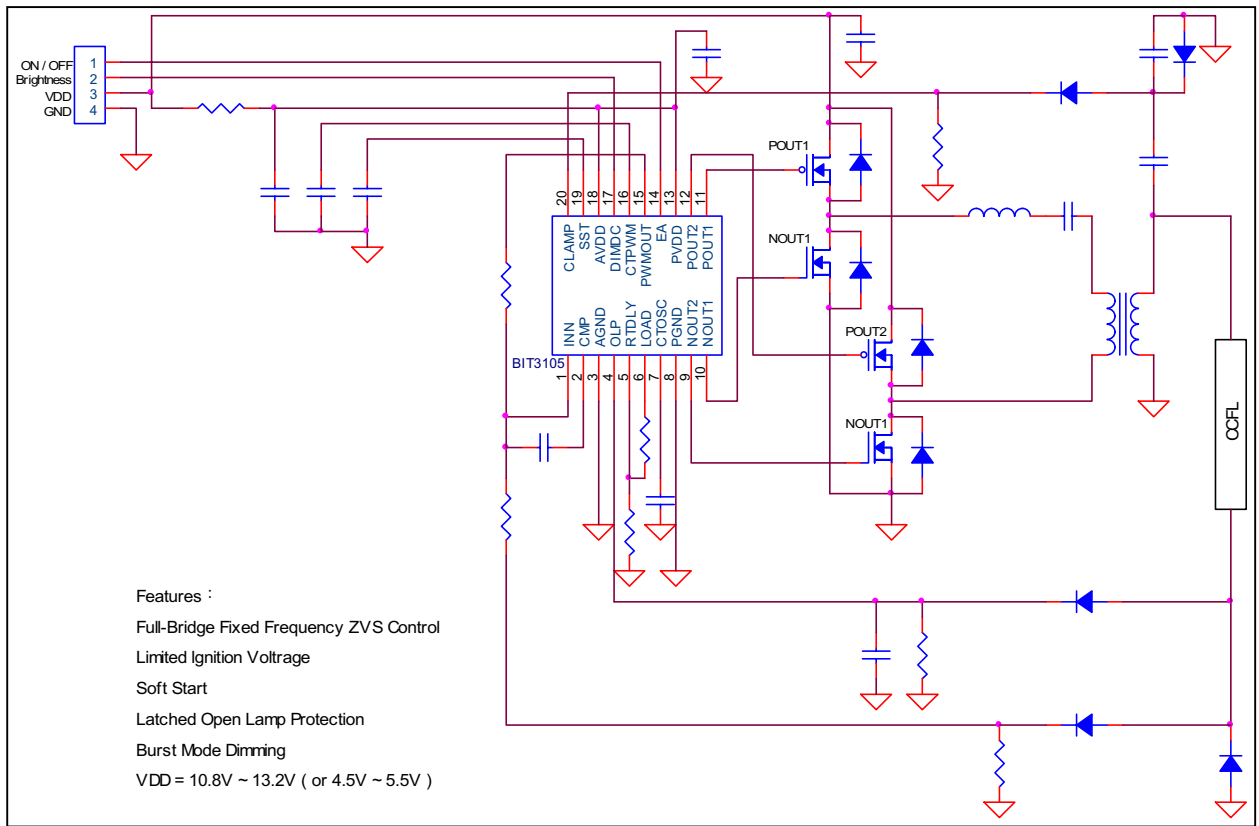 ON / OFF
1
Brightness
2
VDD
3
GND
4
POUT1
NOUT1
POUT2
NOUT1
20
19
18
17
16
15
14
13
12
11
CLAMP
SST
AVDD
DIMDC
CTPWM
PWMOUT
EA
PVDD
POUT2
POUT1
INN
CMP
AGND
OLP
RTDLY
LOAD
CTOSC
PGND
NOUT2
NOUT1
BIT3105
1
2
3
4
5
6
7
8
9
10
CCFL
Features :
Full-Bridge Fixed Frequency ZVS Control
Limited Ignition Voltrage
Soft Start
Latched Open Lamp Protection
Burst Mode Dimming
VDD = 10.8V ~ 13.2V ( or 4.5V ~ 5.5V )